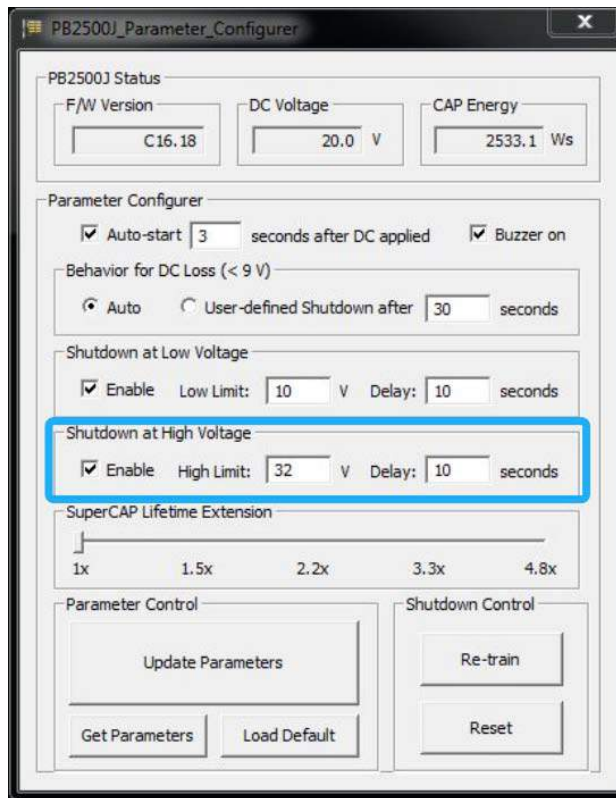 PB2500J_Parameter_Configurer
x
PB2500J Status
F/W Version DC Voltage CAP Energy
C16.18 20.0 V 2533.1 Ws
Parameter Configurer
Auto-start 3 seconds after DC applied Buzzer on
Behavior for DC Loss (< 9 V)
Auto User-defined Shutdown after 30 seconds
Shutdown at Low Voltage
Enable Low Limit: 10 V Delay: 10 seconds
Shutdown at High Voltage
Enable High Limit: 32 V Delay: 10 seconds
SuperCAP Lifetime Extension
1x 1.5x 2.2x 3.3x 4.8x
Parameter Control Shutdown Control
Update Parameters Re-train
Get Parameters Load Default Reset